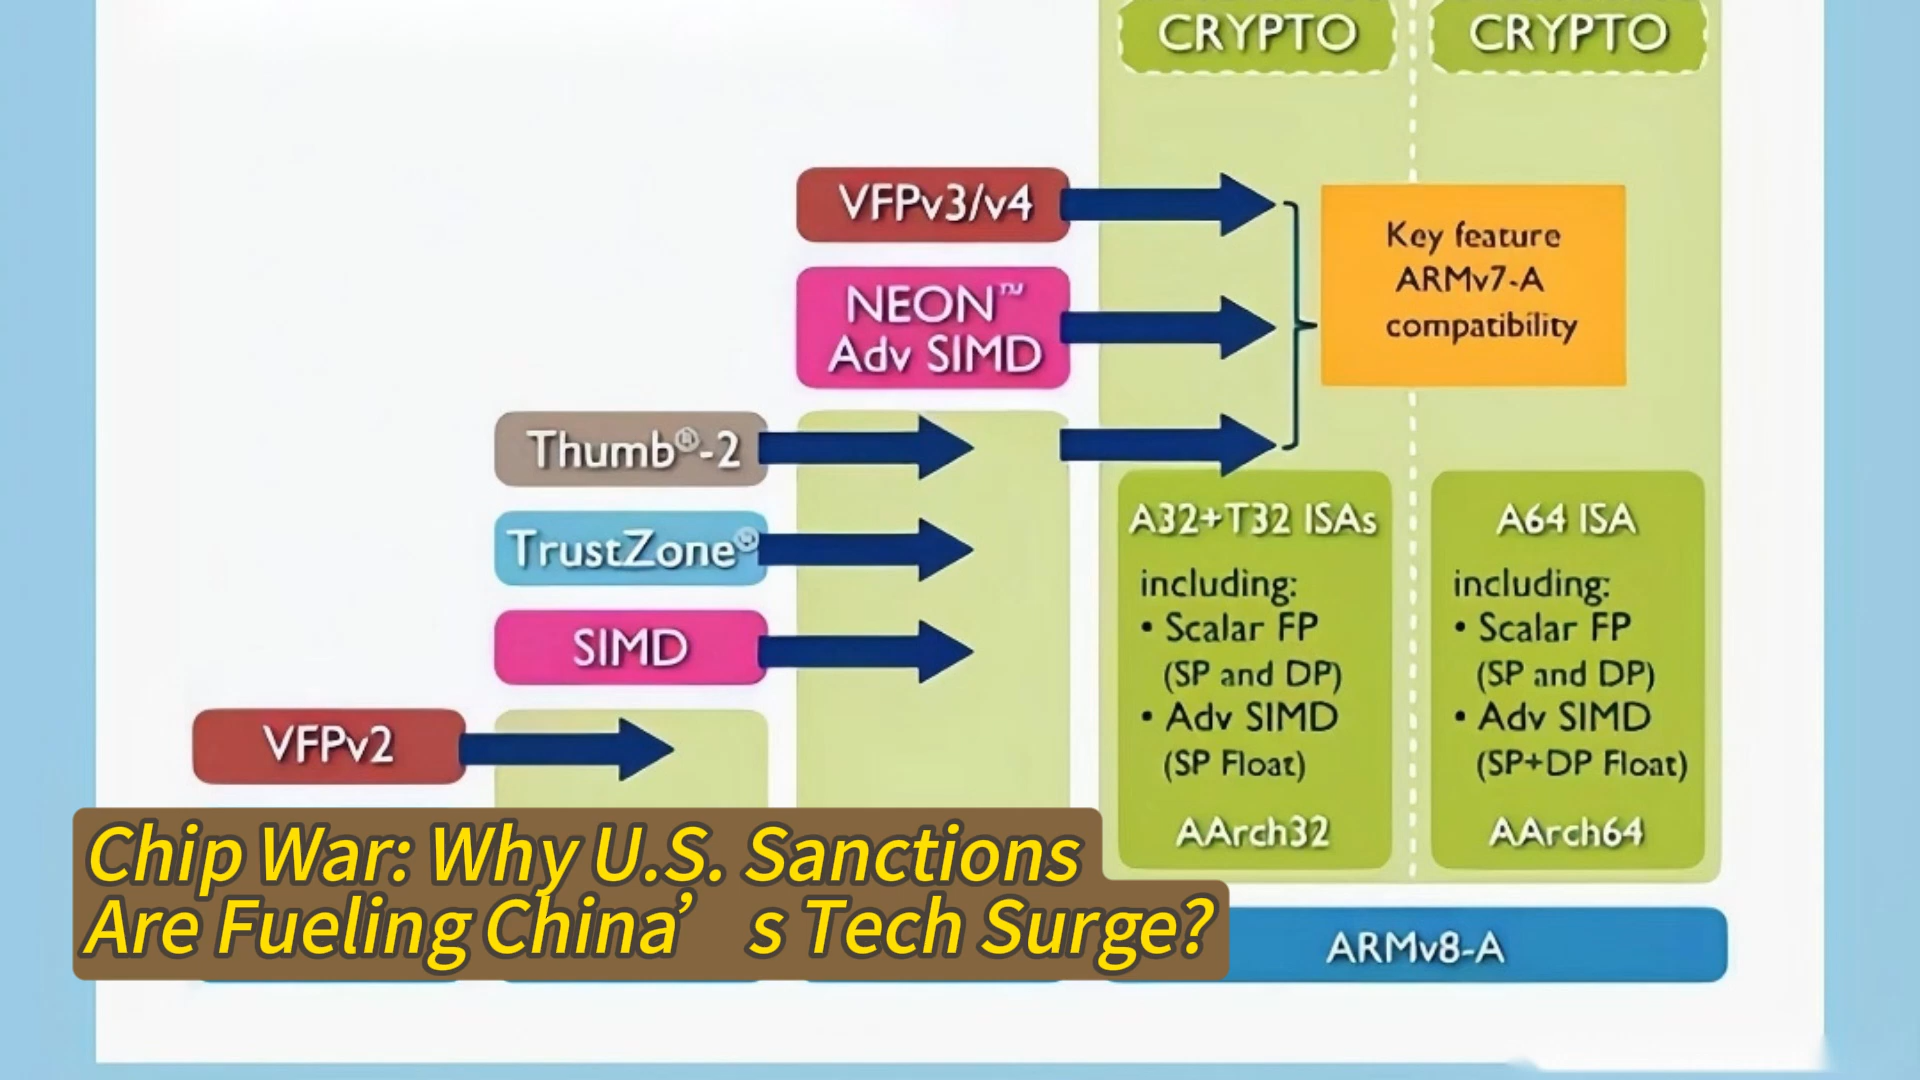 CRYPTO
CRYPTO
VFPv3/v4
Key feature
ARMv7-A
compatibility
NEON™
Adv SIMD
Thumb®-2
TrustZone®
SIMD
VFPv2
A32+T32 ISAs
including:
• Scalar FP
(SP and DP)
• Adv SIMD
(SP Float)
AArch32
A64 ISA
including:
• Scalar FP
(SP and DP)
• Adv SIMD
(SP+DP Float)
AArch64
ARMv8-A
Chip War: Why U.S. Sanctions
Are Fueling China’s Tech Surge?